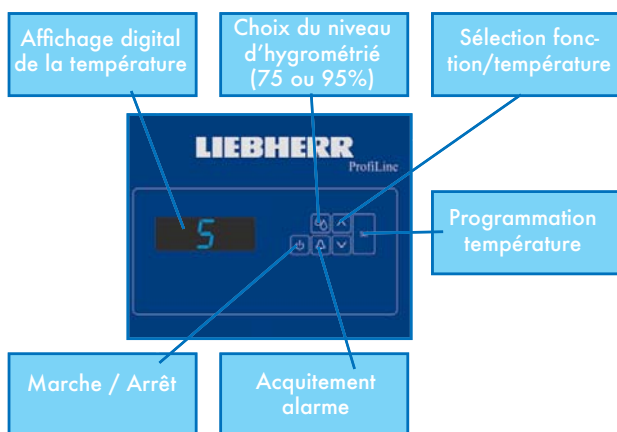 Affichage digital
de la température
Choix du niveau
d'hygrométrié
(75 ou 95%)
Sélection fonc-
tion/température
LIEBHERR
ProfiLine
5
Programmation
température
Marche / Arrêt
Acquitement
alarme